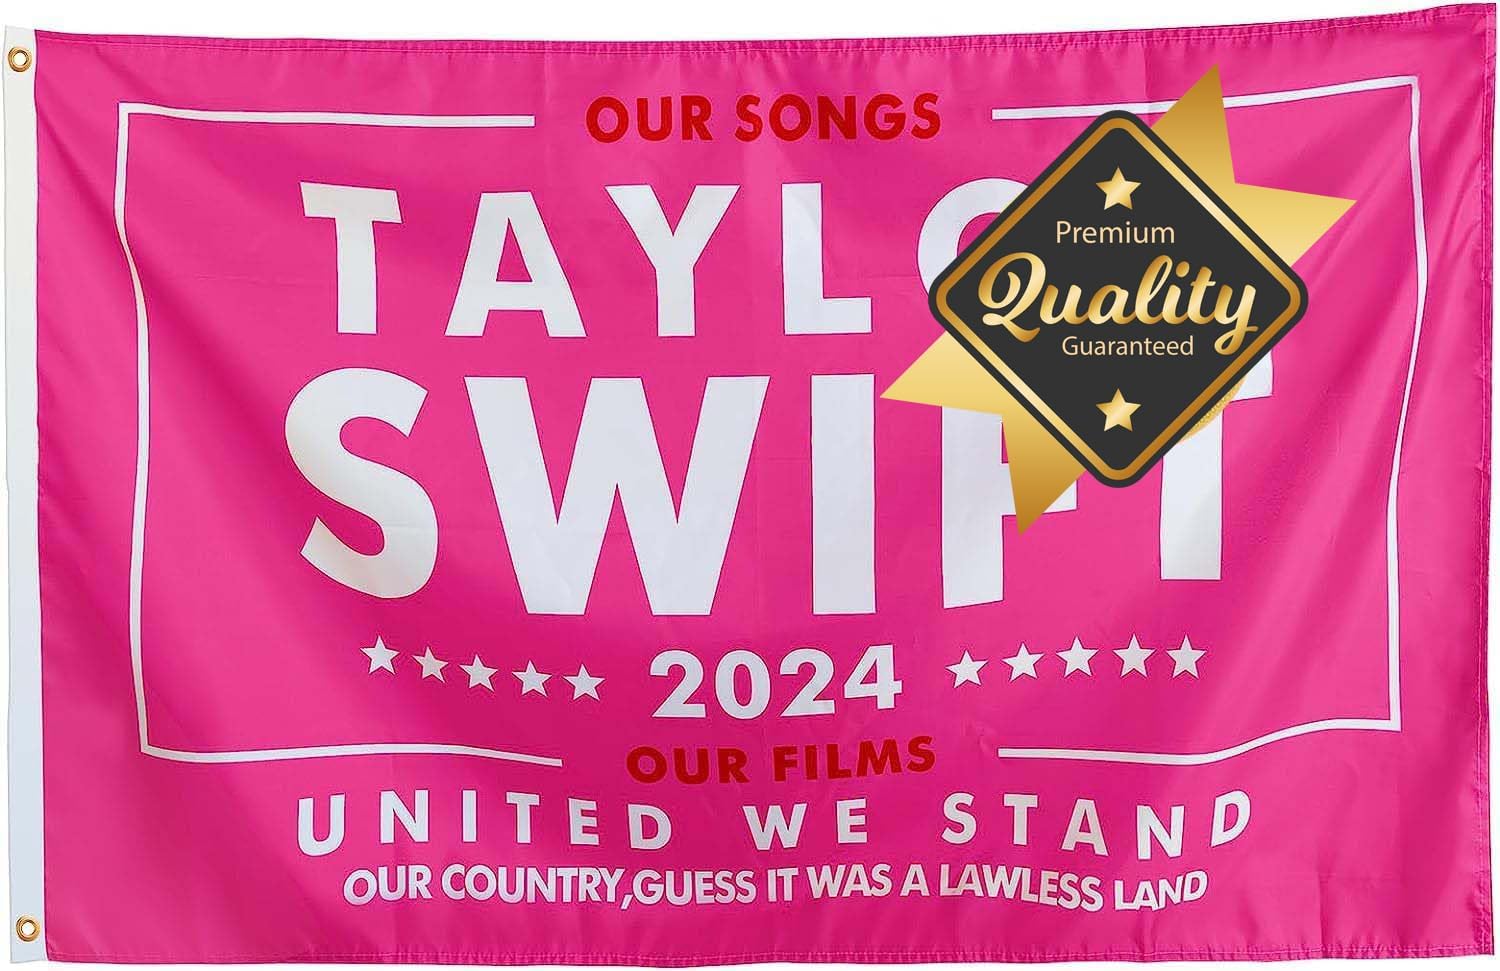 OUR SONGS
TAYLO
Premium
Quality
Guaranteed
SWIFT
2024
OUR FILMS
UNITED WE STAND
OUR COUNTRY,GUESS IT WAS A LAWLESS LAND